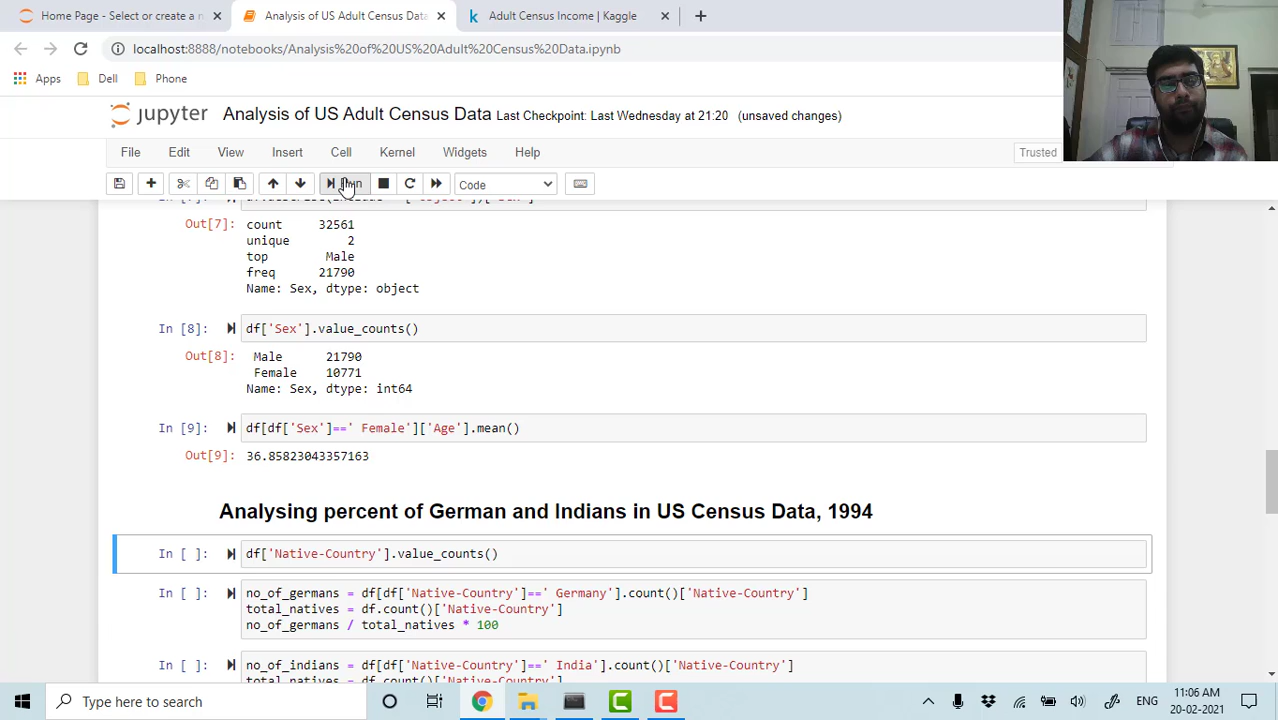 Home Page - Select or create a n
Analysis of US Adult Census Data
Adult Census Income | Kaggle
localhost:8888/notebooks/Analysis%20of%20US%20Adult%20Census%20Data.ipynb
Apps
Dell
Phone
jupyter
Analysis of US Adult Census Data Last Checkpoint: Last Wednesday at 21:20 (unsaved changes)
File Edit View Insert Cell Kernel Widgets Help
Trusted
Code
Out[7]: count 32561
unique 2
top Male
freq 21790
Name: Sex, dtype: object
In [8]: df['Sex'].value_counts()
Out[8]: Male 21790
Female 10771
Name: Sex, dtype: int64
In [9]: df[df['Sex']==' Female']['Age'].mean()
Out[9]: 36.85823043357163
Analysing percent of German and Indians in US Census Data, 1994
In [ ]: df['Native-Country'].value_counts()
In [ ]: no_of_germans = df[df['Native-Country']==' Germany'].count()['Native-Country']
total_natives = df.count()['Native-Country']
no_of_germans / total_natives * 100
In [ ]: no_of_indians = df[df['Native-Country']==' India'].count()['Native-Country']
Type here to search
ENG
11:06 AM
20-02-2021